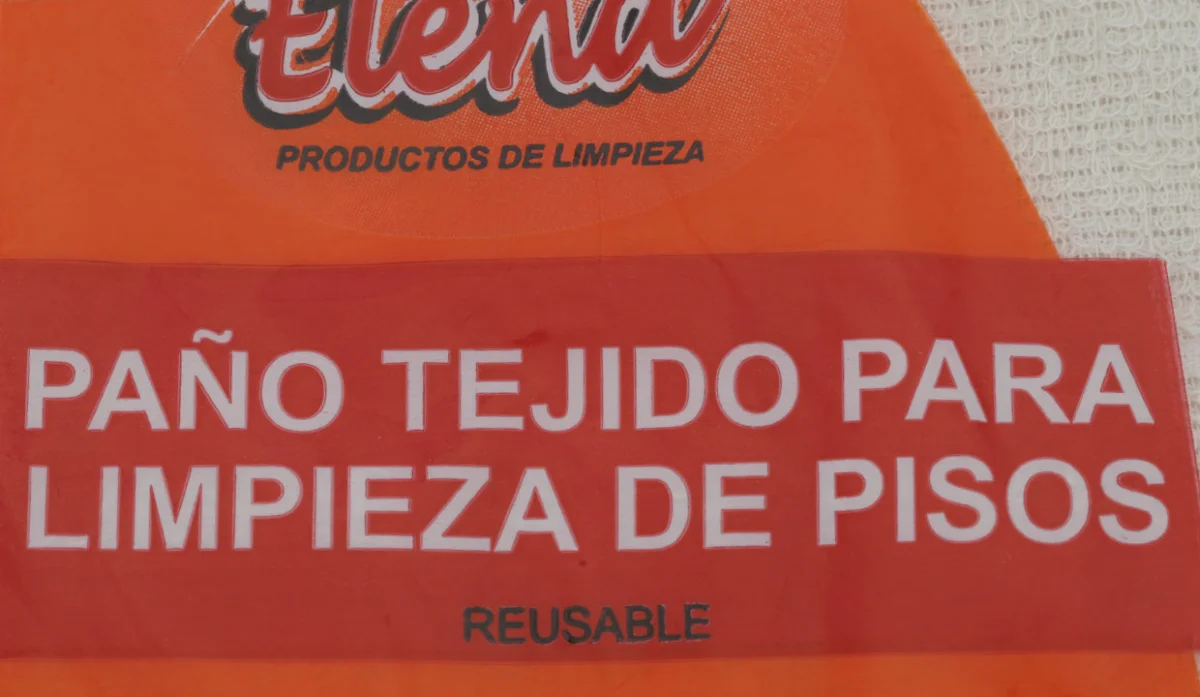 Elena
PRODUCTOS DE LIMPIEZA
PAÑO TEJIDO PARA
LIMPIEZA DE PISOS
REUSABLE